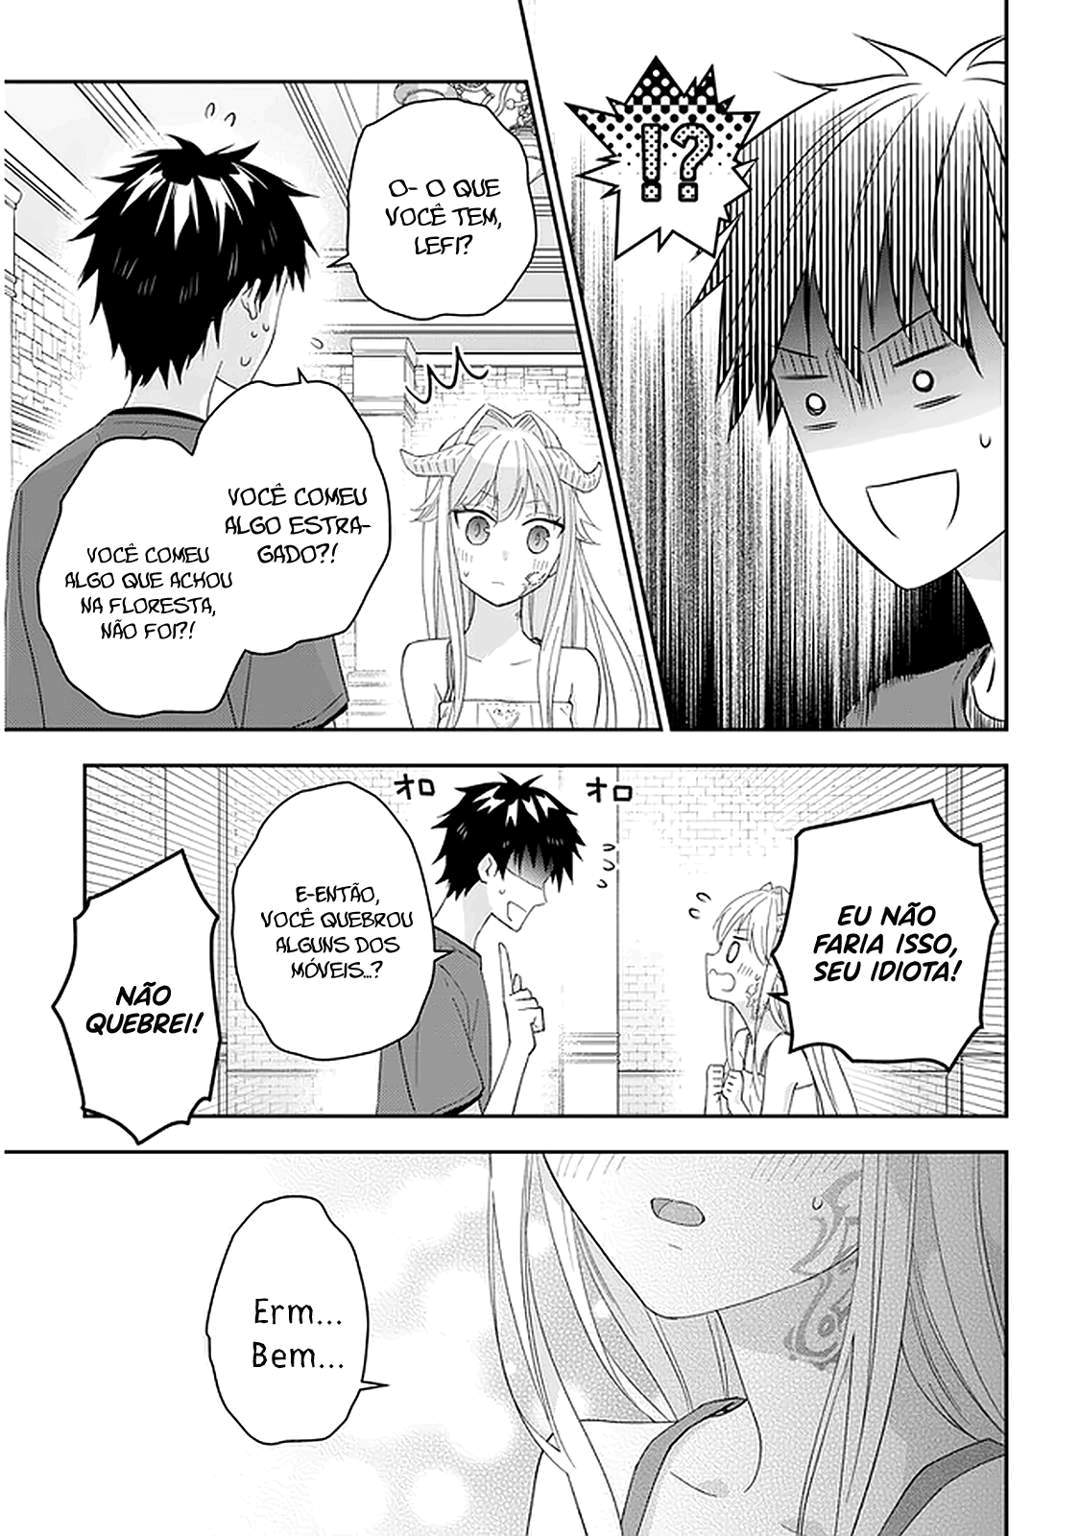 !?
O- O QUE
VOCÊ TEM,
LEFI?
VOCÊ COMEU
ALGO ESTRA-
GADO?!
VOCÊ COMEU
ALGO QUE ACHOU
NA FLORESTA,
NÃO FOI?!
EU NÃO
FARIA ISSO,
SEU IDIOTA!
オロ
オロ
E-ENTÃO,
VOCÊ QUEBROU
ALGUNS DOS
MÓVEIS...?
NÃO
QUEBREI!
Erm...
Bem...